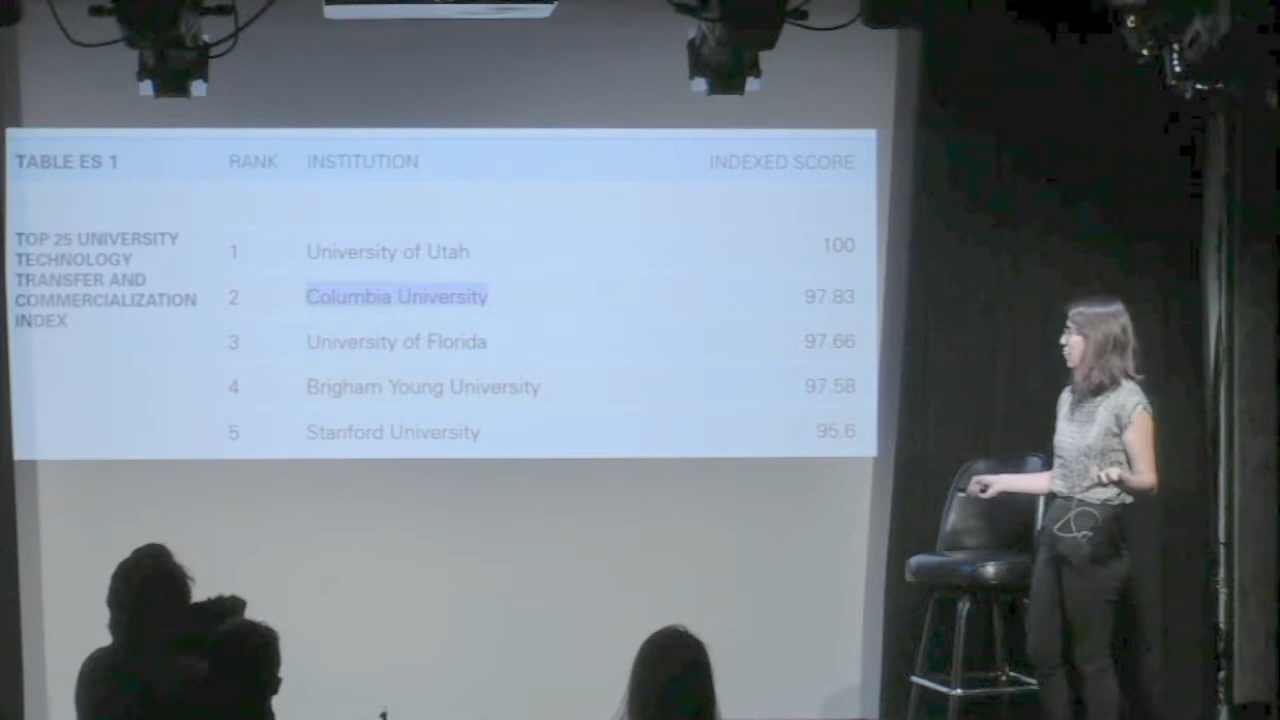 TABLE ES 1 RANK INSTITUTION INDEXED SCORE
TOP 25 UNIVERSITY
TECHNOLOGY
TRANSFER AND
COMMERCIALIZATION
INDEX
1 University of Utah 100
2 Columbia University 97.83
3 University of Florida 97.66
4 Brigham Young University 97.58
5 Stanford University 95.6